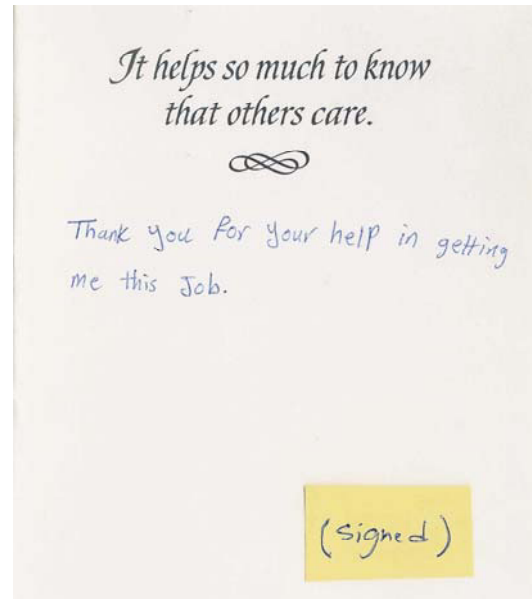 It helps so much to know
that others care.
Thank you for your help in getting
me this Job.
(signed)